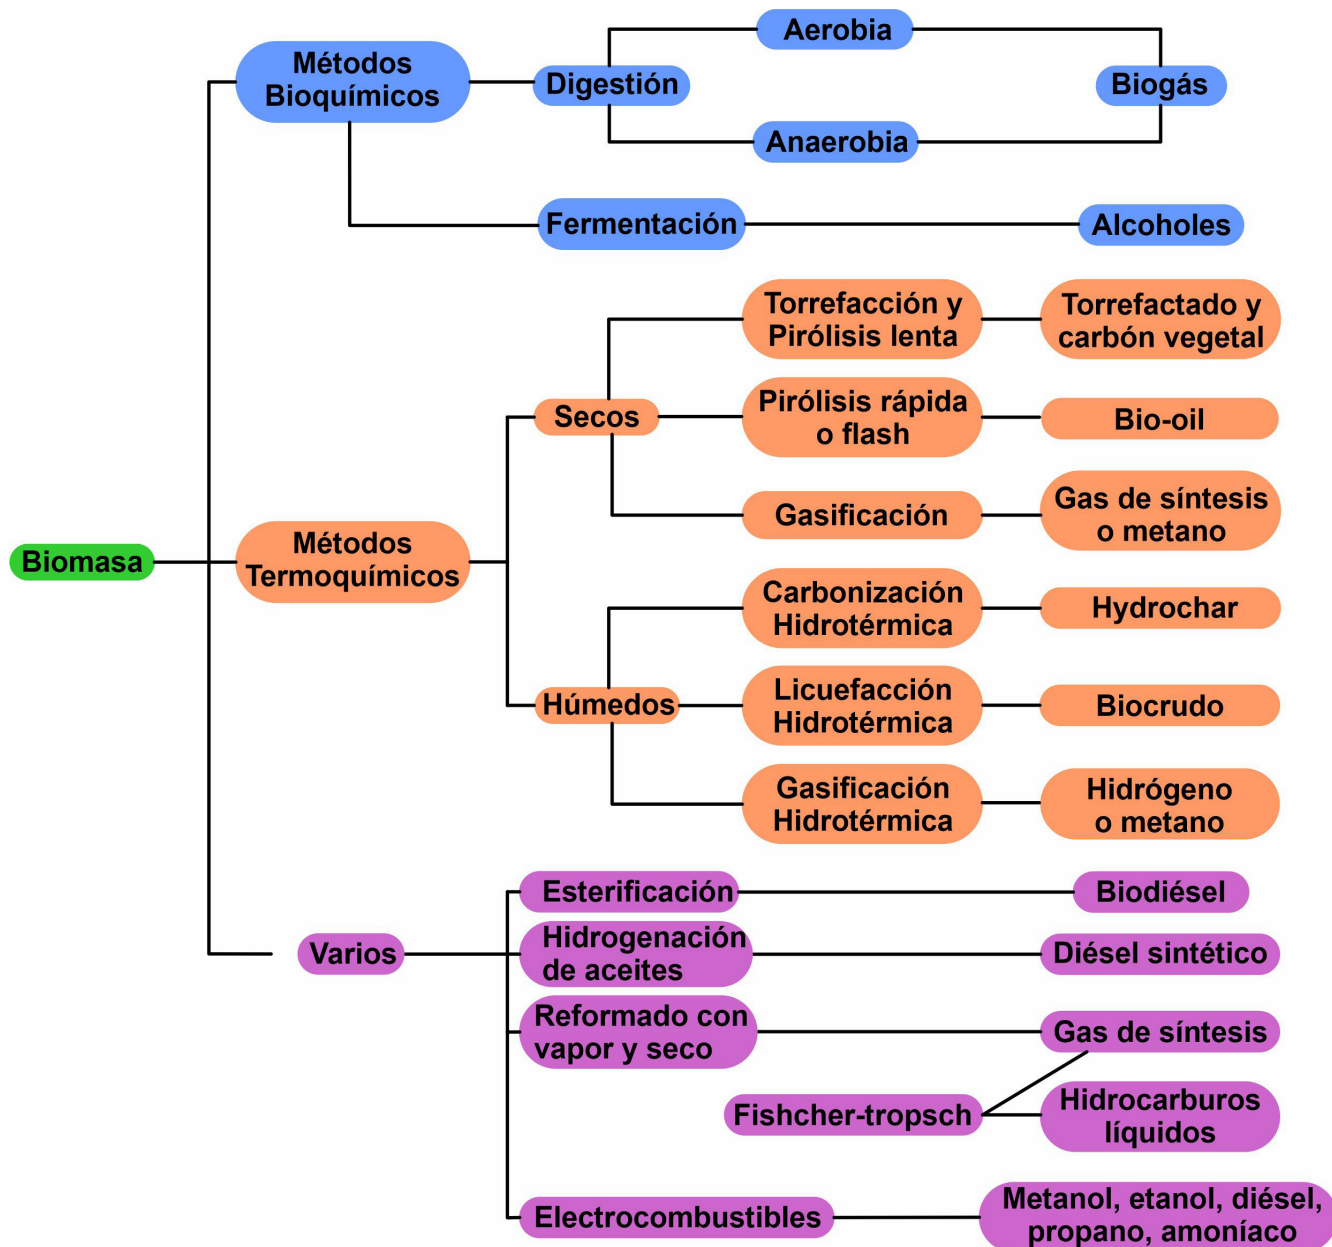 Biomasa
Métodos
Bioquímicos
Digestión
Aerobia
Anaerobia
Biogás
Fermentación
Alcoholes
Métodos
Termoquímicos
Secos
Torrefacción y
Pirólisis lenta
Torrefactado y
carbón vegetal
Pirólisis rápida
o flash
Bio-oil
Gasificación
Gas de síntesis
o metano
Húmedos
Carbonización
Hidrotérmica
Hydrochar
Licuefacción
Hidrotérmica
Biocrudo
Gasificación
Hidrotérmica
Hidrógeno
o metano
Varios
Esterificación
Biodiésel
Hidrogenación
de aceites
Diésel sintético
Reformado con
vapor y seco
Gas de síntesis
Fishcher-tropsch
Hidrocarburos
líquidos
Electrocombustibles
Metanol, etanol, diésel,
propano, amoníaco